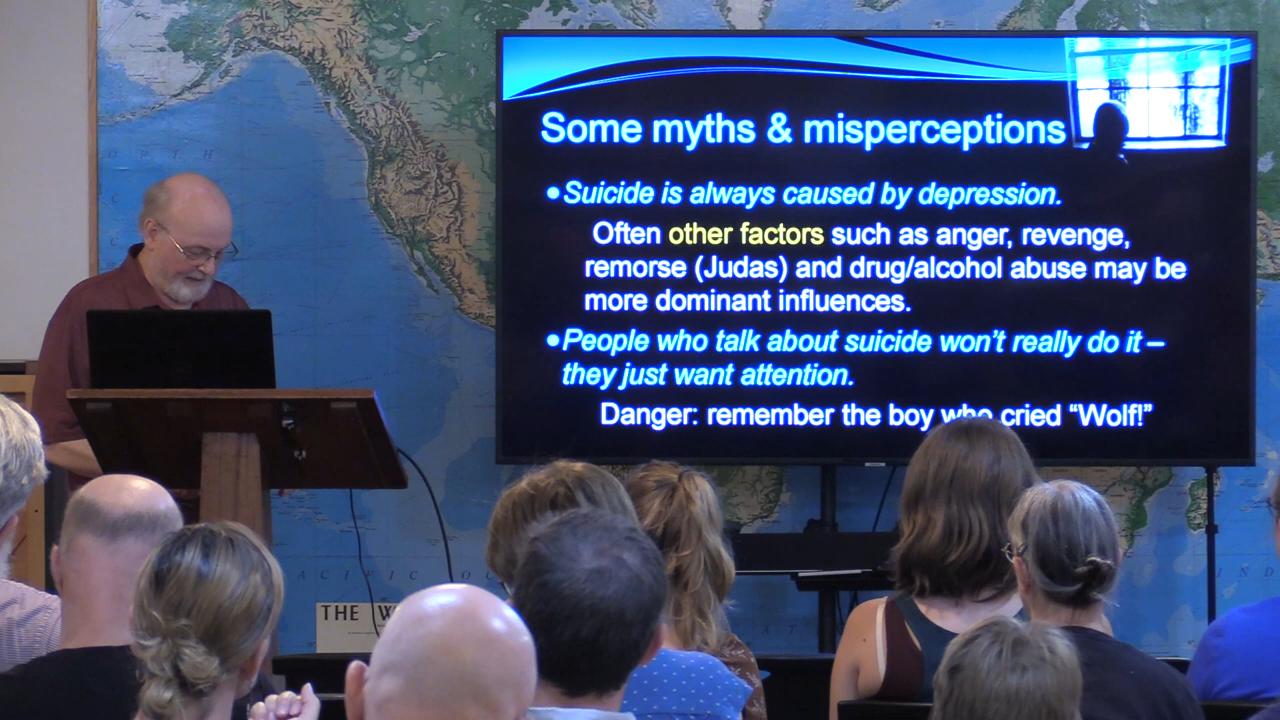 Some myths & misperceptions
•Suicide is always caused by depression.
Often other factors such as anger, revenge,
remorse (Judas) and drug/alcohol abuse may be
more dominant influences.
•People who talk about suicide won't really do it –
they just want attention.
Danger: remember the boy who cried “Wolf!”
THE W